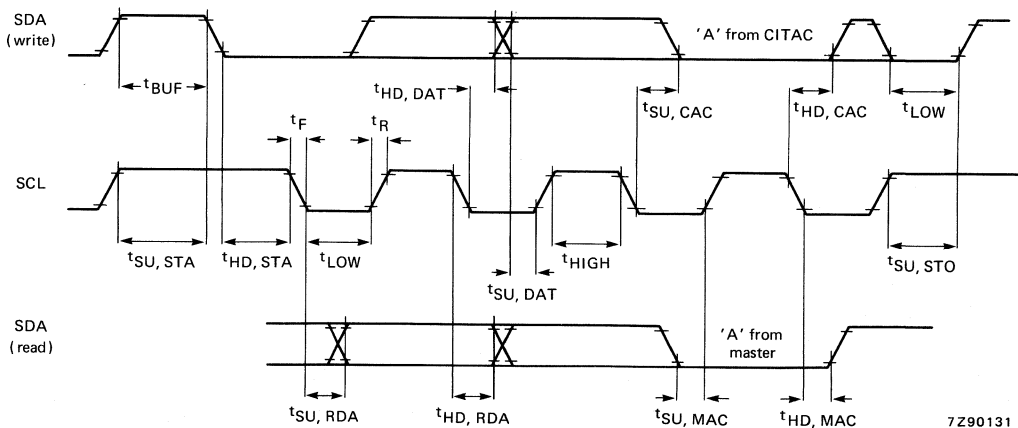 SDA
(write)
'A' from CITAC
tBUF
tHD, DAT
tSU, CAC
tHD, CAC
tLOW
tF
tR
SCL
tSU, STA
tHD, STA
tLOW
tHIGH
tSU, STO
tSU, DAT
SDA
(read)
'A' from
master
tSU, RDA
tHD, RDA
tSU, MAC
tHD, MAC
7Z90131